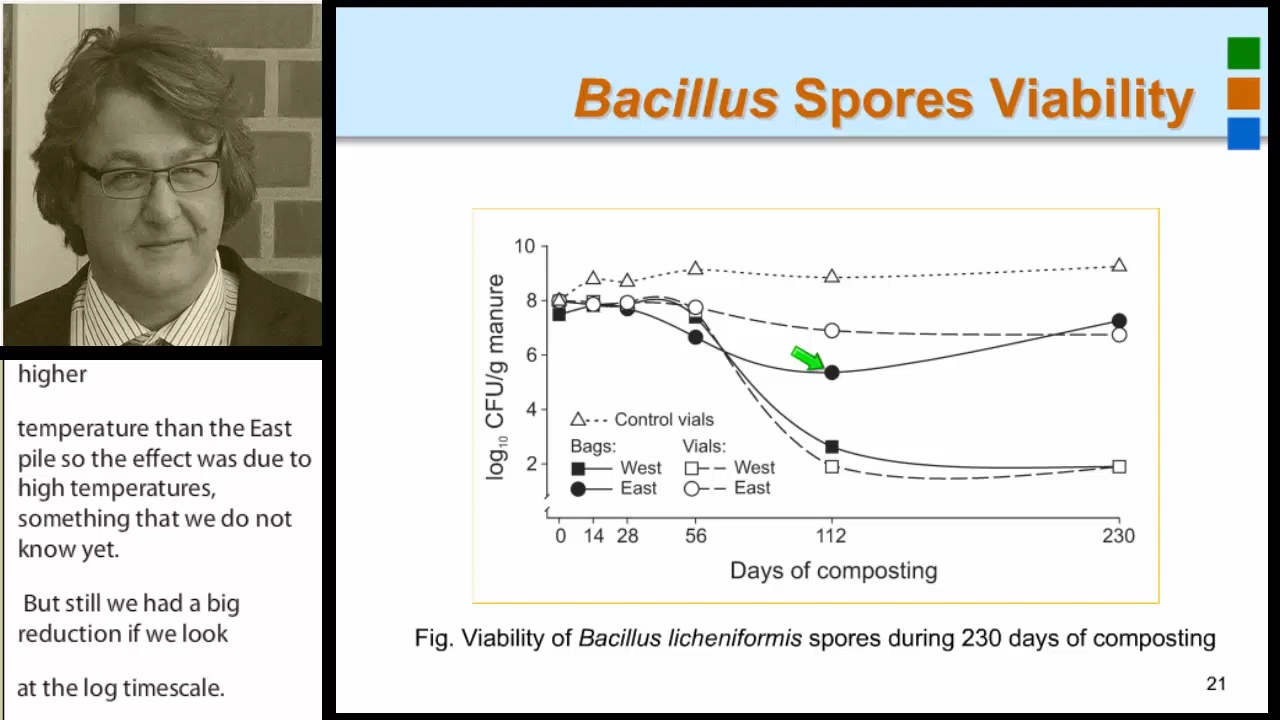 Bacillus Spores Viability
higher
temperature than the East
pile so the effect was due to
high temperatures,
something that we do not
know yet.
But still we had a big
reduction if we look
at the log timescale.
10
8
6
4
2
log10 CFU/g manure
Control vials
Bags: Vials:
West West
East East
0 14 28 56 112 230
Days of composting
Fig. Viability of Bacillus licheniformis spores during 230 days of composting
21